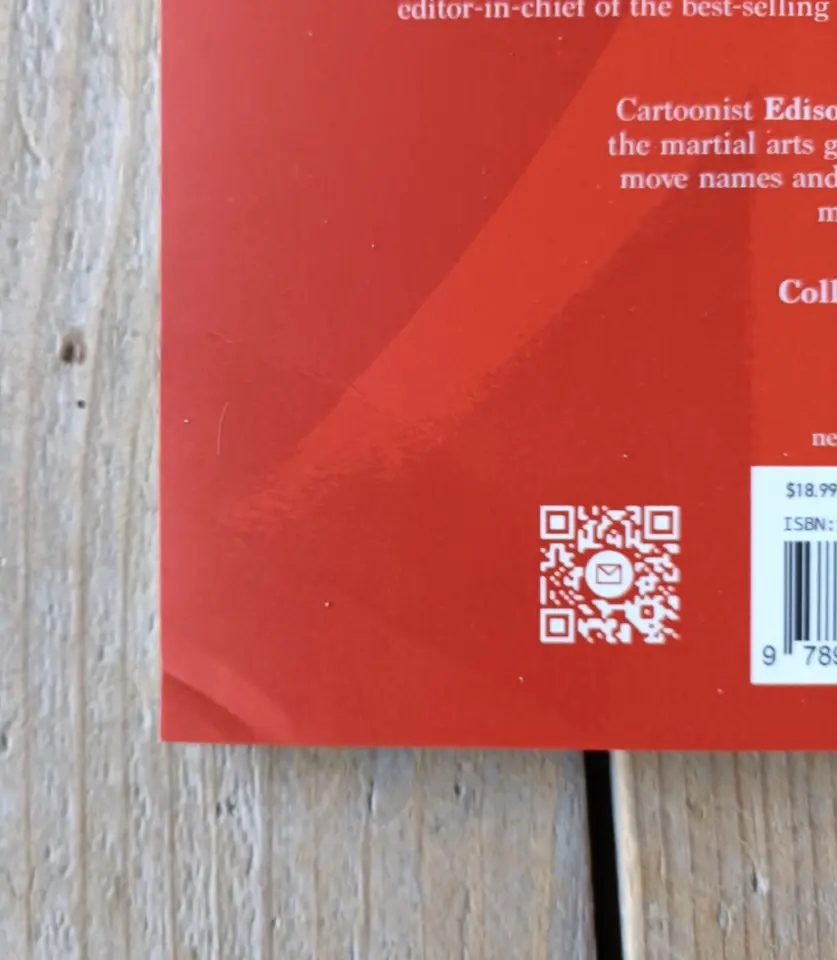 editor-in-chief of the best-selling
Cartoonist Ediso
the martial arts g
move names and
m
Coll
ne
$18.99
ISBN:
9 789